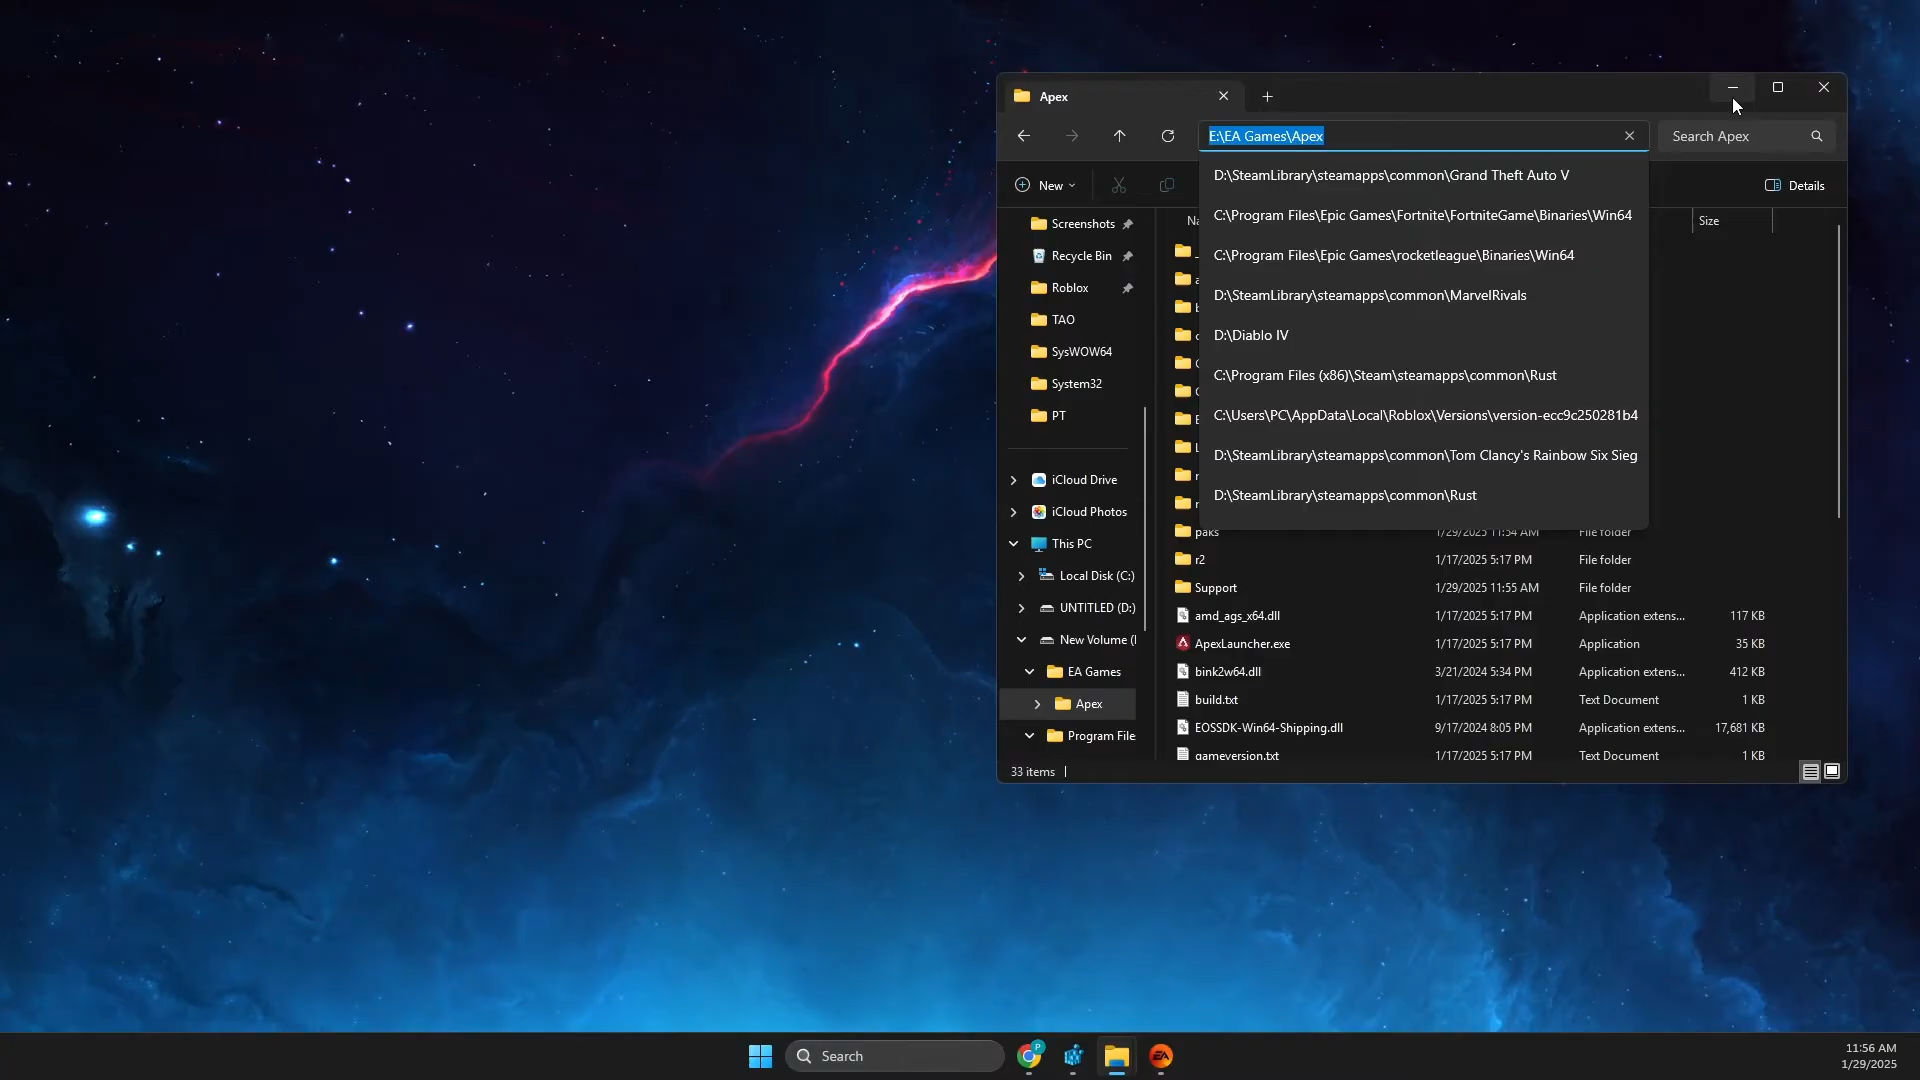 Apex
E:\EA Games\Apex
Search Apex
D:\SteamLibrary\steamapps\common\Grand Theft Auto V
C:\Program Files\Epic Games\Fortnite\FortniteGame\Binaries\Win64
C:\Program Files\Epic Games\rocketleague\Binaries\Win64
D:\SteamLibrary\steamapps\common\MarvelRivals
D:\Diablo IV
C:\Program Files (x86)\Steam\steamapps\common\Rust
C:\Users\PC\AppData\Local\Roblox\Versions\version-ecc9c250281b4
D:\SteamLibrary\steamapps\common\Tom Clancy's Rainbow Six Sieg
D:\SteamLibrary\steamapps\common\Rust
New
Details
Size
Screenshots
Recycle Bin
Roblox
TAO
SysWOW64
System32
PT
iCloud Drive
iCloud Photos
This PC
Local Disk (C:)
UNTITLED (D:)
New Volume (
EA Games
Apex
Program File
paks 1/29/2025 11:54 AM File folder
r2 1/17/2025 5:17 PM File folder
Support 1/29/2025 11:55 AM File folder
amd_ags_x64.dll 1/17/2025 5:17 PM Application extens... 117 KB
ApexLauncher.exe 1/17/2025 5:17 PM Application 35 KB
bink2w64.dll 3/21/2024 5:34 PM Application extens... 412 KB
build.txt 1/17/2025 5:17 PM Text Document 1 KB
EOSSDK-Win64-Shipping.dll 9/17/2024 8:05 PM Application extens... 17,681 KB
gameversion.txt 1/17/2025 5:17 PM Text Document 1 KB
33 items
Search
P
EA
11:56 AM
1/29/2025